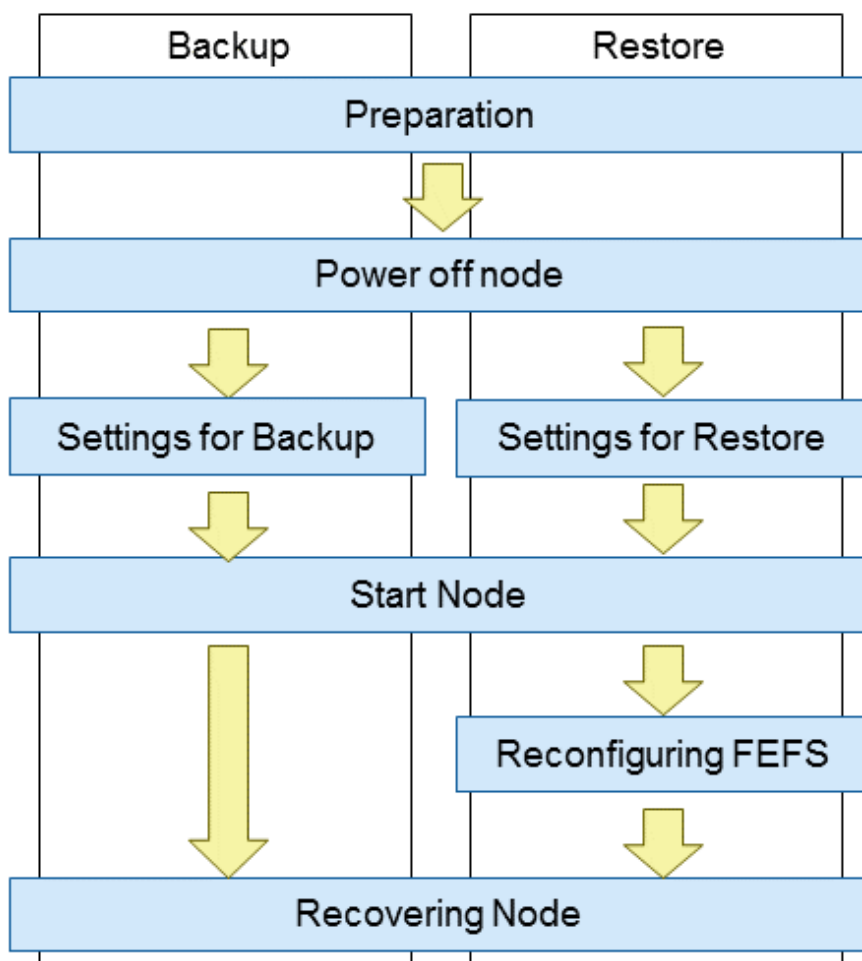 Backup
Restore
Preparation
Power off node
Settings for Backup
Settings for Restore
Start Node
Reconfiguring FEFS
Recovering Node